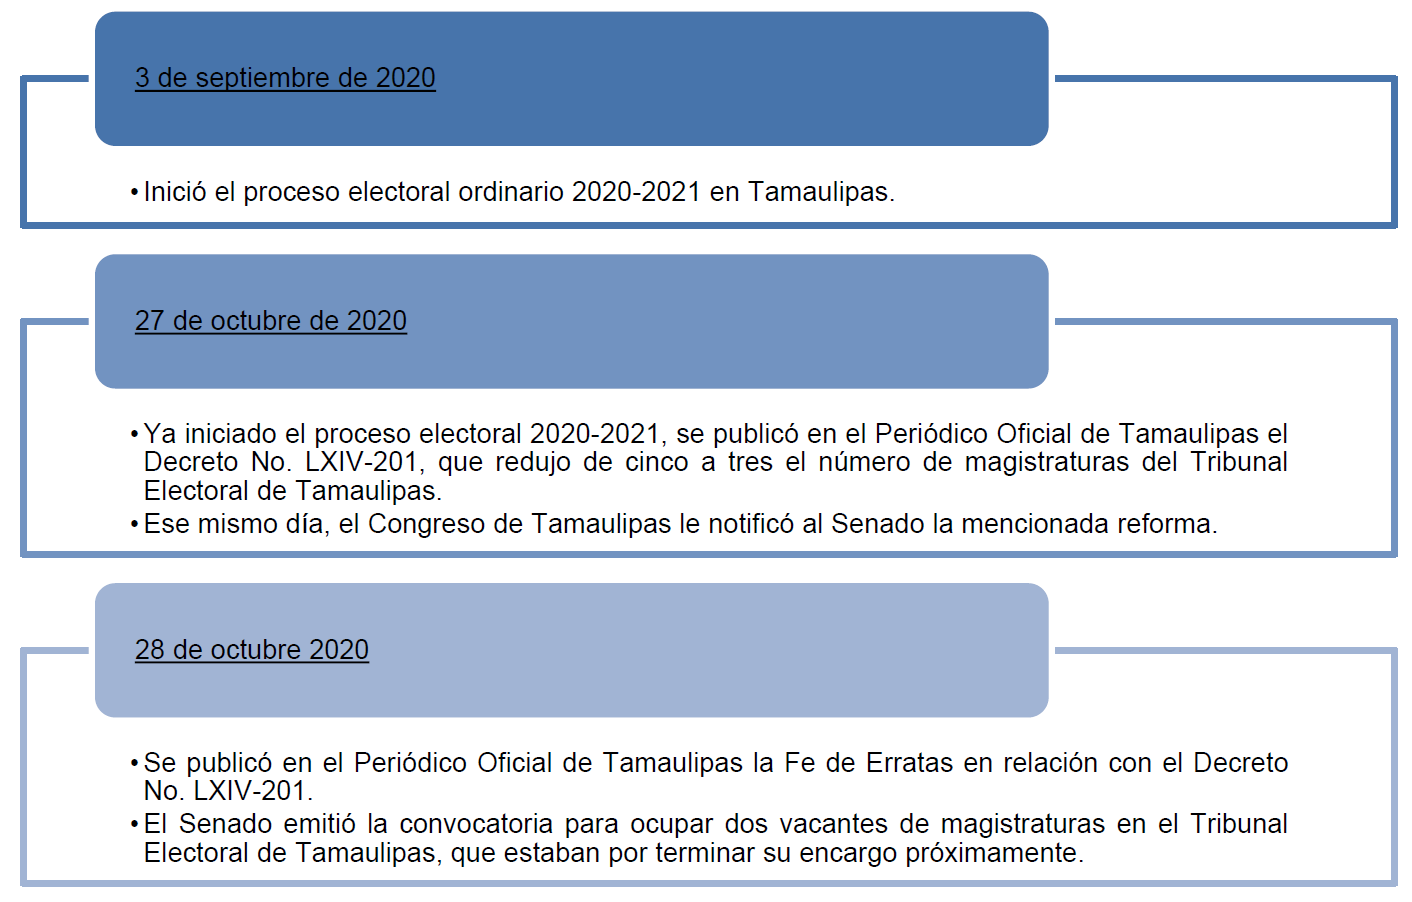 3 de septiembre de 2020
•Inició el proceso electoral ordinario 2020-2021 en Tamaulipas.
27 de octubre de 2020
•Ya iniciado el proceso electoral 2020-2021, se publicó en el Periódico Oficial de Tamaulipas el
Decreto No. LXIV-201, que redujo de cinco a tres el número de magistraturas del Tribunal
Electoral de Tamaulipas.
•Ese mismo día, el Congreso de Tamaulipas le notificó al Senado la mencionada reforma.
28 de octubre 2020
•Se publicó en el Periódico Oficial de Tamaulipas la Fe de Erratas en relación con el Decreto
No. LXIV-201.
•El Senado emitió la convocatoria para ocupar dos vacantes de magistraturas en el Tribunal
Electoral de Tamaulipas, que estaban por terminar su encargo próximamente.